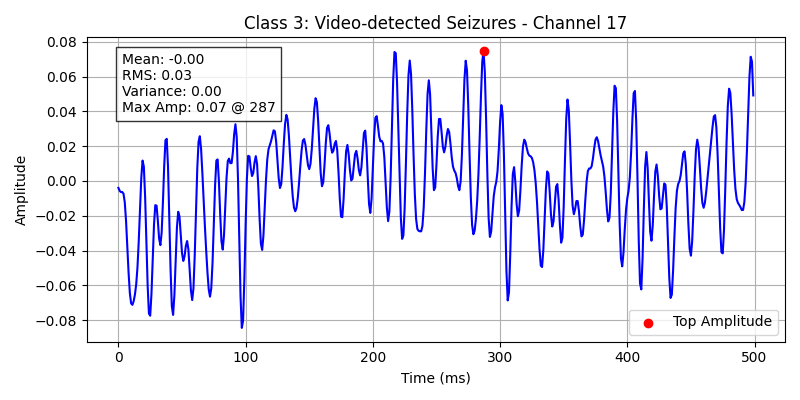 Class 3: Video-detected Seizures - Channel 17
Mean: -0.00
RMS: 0.03
Variance: 0.00
Max Amp: 0.07 @ 287
Amplitude
0.08
0.06
0.04
0.02
0.00
−0.02
−0.04
−0.06
−0.08
Top Amplitude
0 100 200 300 400 500
Time (ms)